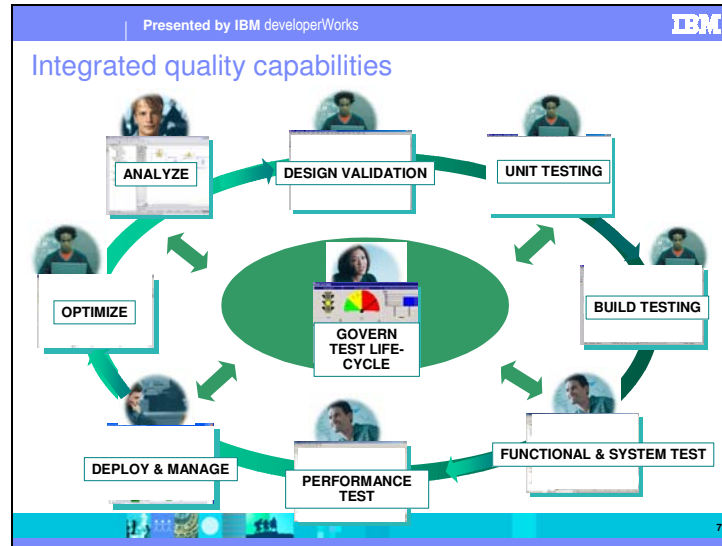 Presented by IBM developerWorks
IBM
Integrated quality capabilities
ANALYZE
DESIGN VALIDATION
UNIT TESTING
OPTIMIZE
BUILD TESTING
GOVERN
TEST LIFE-
CYCLE
DEPLOY & MANAGE
FUNCTIONAL & SYSTEM TEST
PERFORMANCE
TEST
7